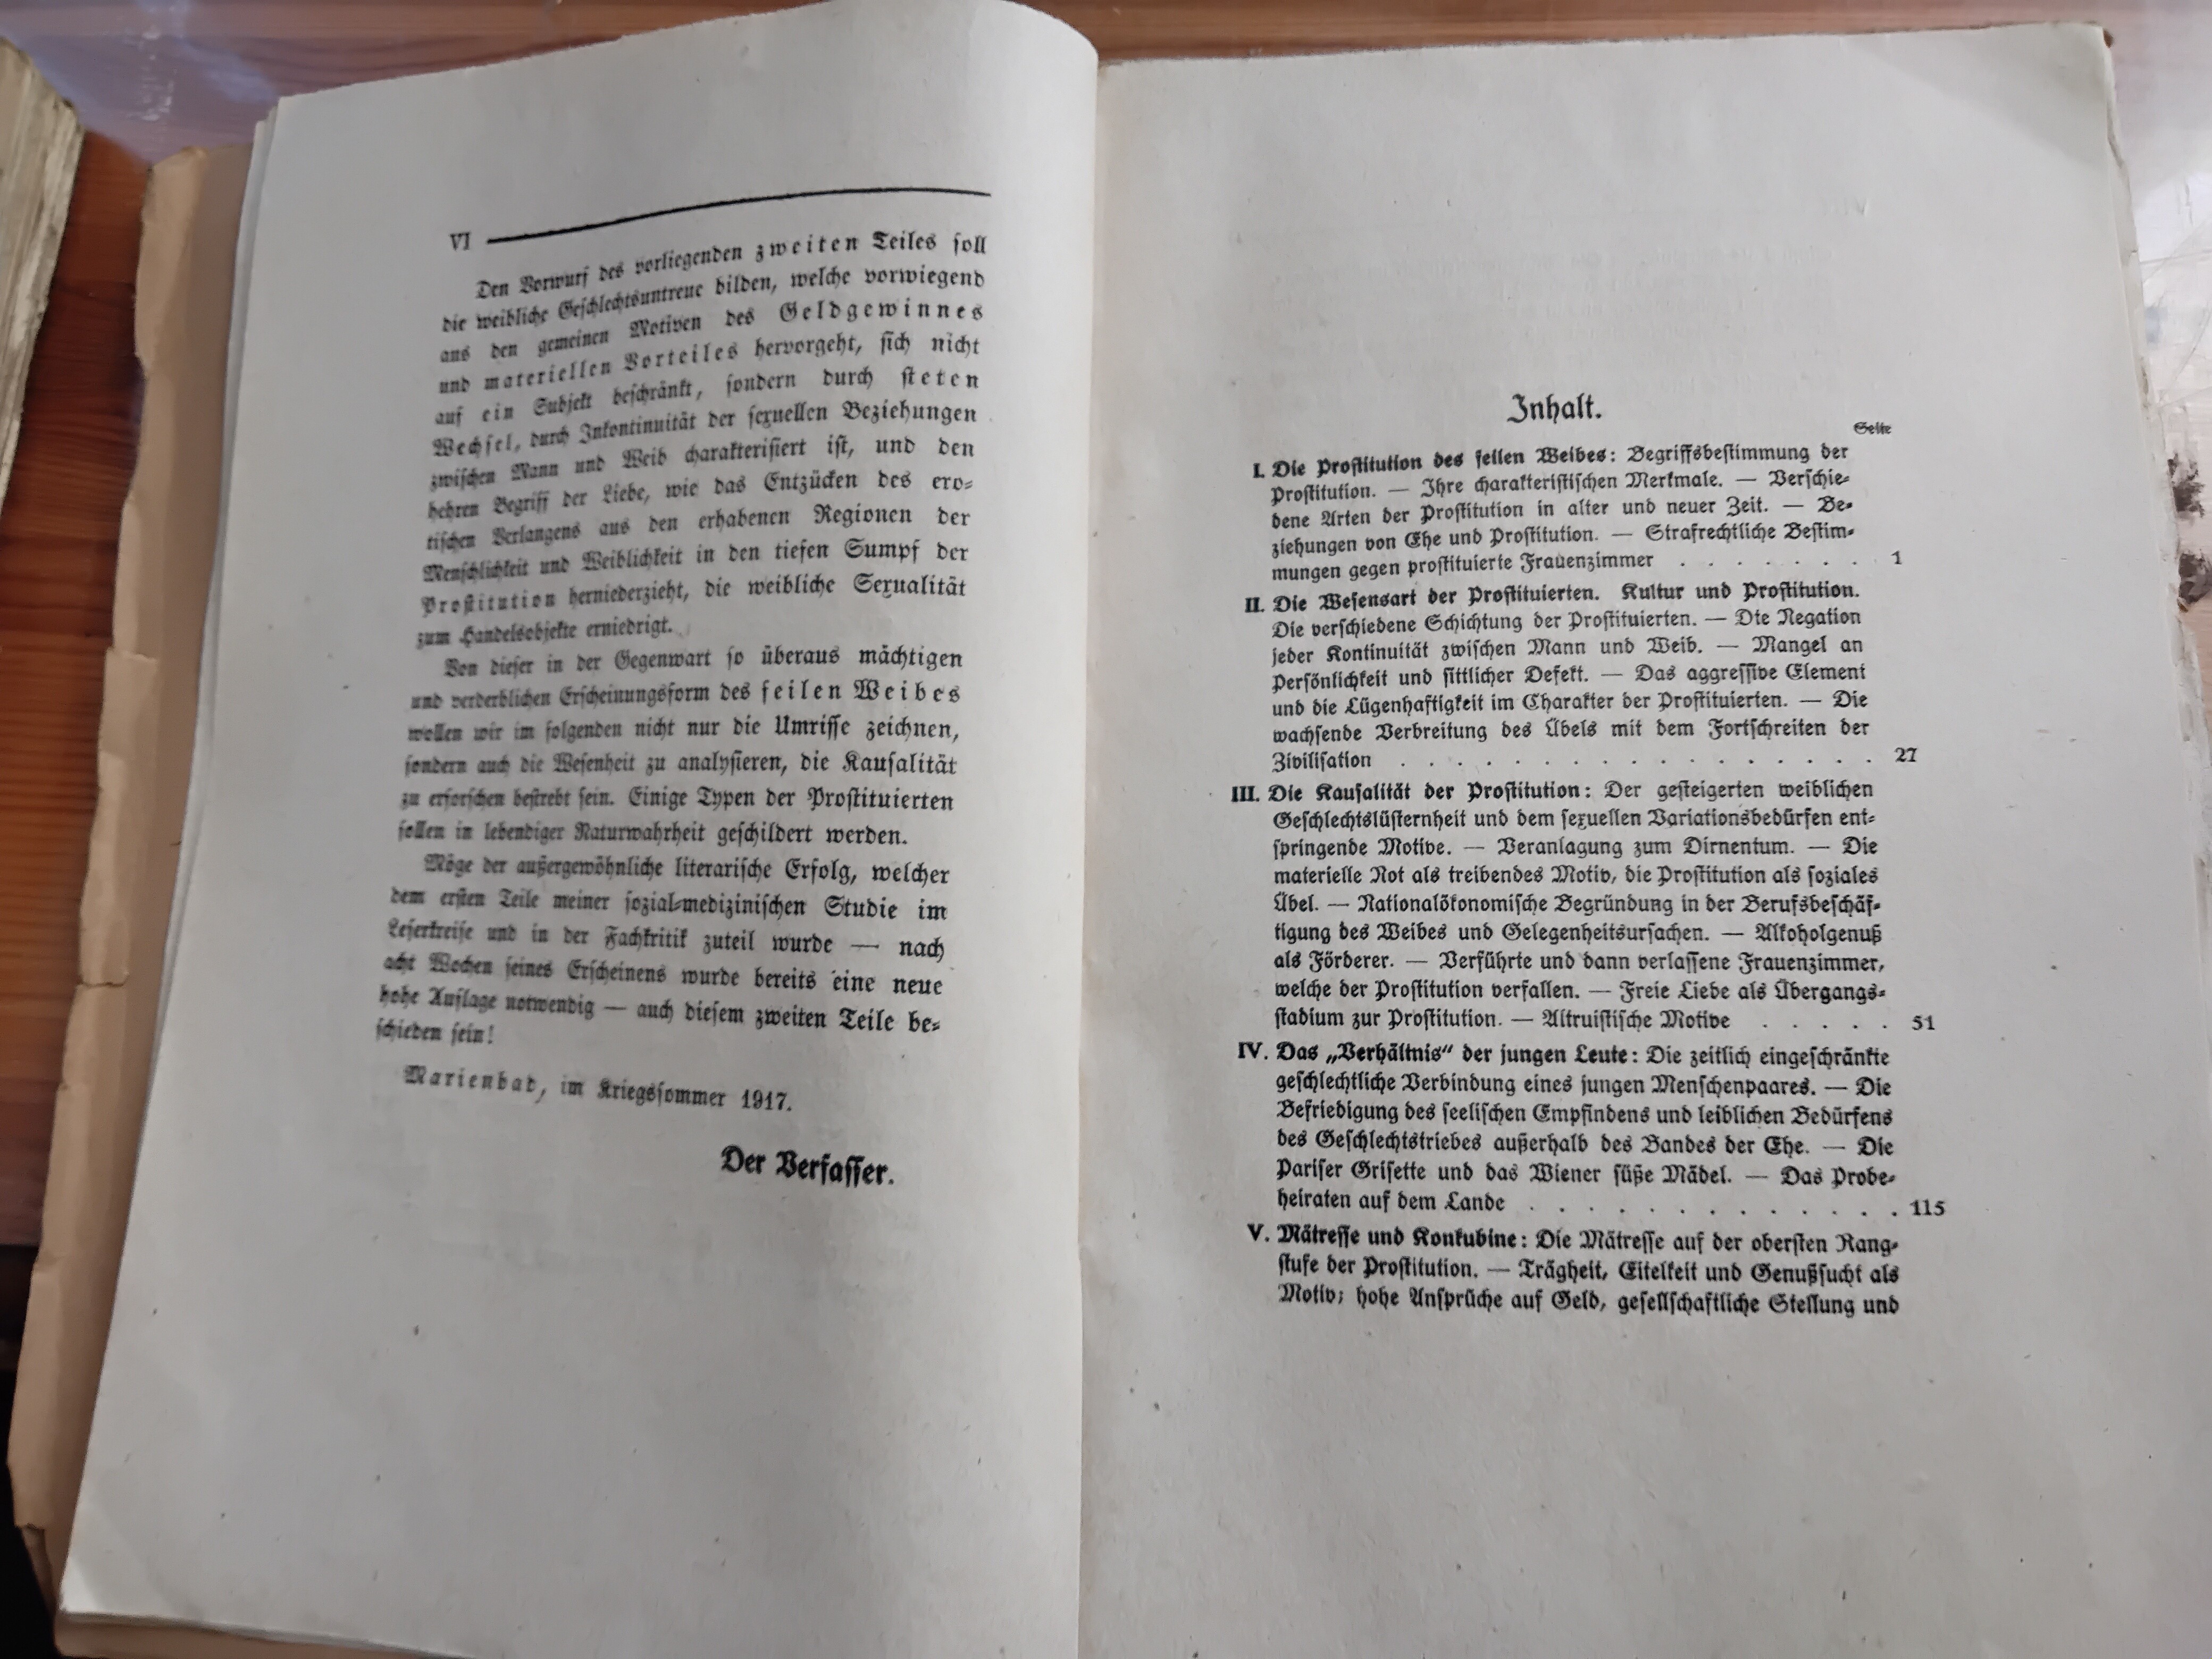 VI
Den Vorwurf des vorliegenden zweiten Teiles soll
die weibliche Geschlechtsuntreue bilden, welche vorwiegend
aus den gemeinen Motiven des Geldgewinnes
und materiellen Vorteiles hervorgeht, sich nicht
auf ein Subjekt beschränkt, sondern durch steten
Wechsel, durch Inkontinuität der sexuellen Beziehungen
zwischen Mann und Weib charakterisiert ist, und den
hehren Begriff der Liebe, wie das Entzücken des ero-
tischen Verlangens aus den erhabenen Regionen der
Menschlichkeit und Weiblichkeit in den tiefen Sumpf der
Prostitution herniederzieht, die weibliche Sexualität
zum Handelsobjekte erniedrigt.
Von dieser in der Gegenwart so überaus mächtigen
und verderblichen Erscheinungsform des feilen Weibes
wollen wir im folgenden nicht nur die Umrisse zeichnen,
sondern auch die Wesenheit zu analysieren, die Kausalität
zu erforschen bestrebt sein. Einige Typen der Prostituierten
sollen in lebendiger Naturwahrheit geschildert werden.
Möge der außergewöhnliche literarische Erfolg, welcher
dem ersten Teile meiner sozial-medizinischen Studie im
Leserkreise und in der Fachkritik zuteil wurde — nach
acht Wochen seines Erscheinens wurde bereits eine neue
hohe Auflage notwendig — auch diesem zweiten Teile be-
schieden sein!
Marienbad, im Kriegssommer 1917.
Der Verfasser.
Inhalt.
Seite
I. Die Prostitution des feilen Weibes: Begriffsbestimmung der
Prostitution. — Ihre charakteristischen Merkmale. — Verschie-
dene Arten der Prostitution in alter und neuer Zeit. — Be-
ziehungen von Ehe und Prostitution. — Strafrechtliche Bestim-
mungen gegen prostituierte Frauenzimmer . . . . . . . 1
II. Die Wesensart der Prostituierten. Kultur und Prostitution.
Die verschiedene Schichtung der Prostituierten. — Die Negation
jeder Kontinuität zwischen Mann und Weib. — Mangel an
Persönlichkeit und sittlicher Defekt. — Das aggressive Element
und die Lügenhaftigkeit im Charakter der Prostituierten. — Die
wachsende Verbreitung des Übels mit dem Fortschreiten der
Zivilisation . . . . . . . . . . . . . . . . . 27
III. Die Kausalität der Prostitution: Der gesteigerten weiblichen
Geschlechtslüsternheit und dem sexuellen Variationsbedürfen ent-
springende Motive. — Veranlagung zum Dirnentum. — Die
materielle Not als treibendes Motiv, die Prostitution als soziales
Übel. — Nationalökonomische Begründung in der Berufsbeschäf-
tigung des Weibes und Gelegenheitsursachen. — Alkoholgenuß
als Förderer. — Verführte und dann verlassene Frauenzimmer,
welche der Prostitution verfallen. — Freie Liebe als Übergangs-
stadium zur Prostitution. — Altruistische Motive . . . . . 51
IV. Das „Verhältnis“ der jungen Leute: Die zeitlich eingeschränkte
geschlechtliche Verbindung eines jungen Menschenpaares. — Die
Befriedigung des seelischen Empfindens und leiblichen Bedürfens
des Geschlechtstriebes außerhalb des Bandes der Ehe. — Die
Pariser Grisette und das Wiener süße Mädel. — Das Probe-
heiraten auf dem Lande . . . . . . . . . . . . . 115
V. Mätresse und Konkubine: Die Mätresse auf der obersten Rang-
stufe der Prostitution. — Trägheit, Eitelkeit und Genußsucht als
Motiv; hohe Ansprüche auf Geld, gesellschaftliche Stellung und